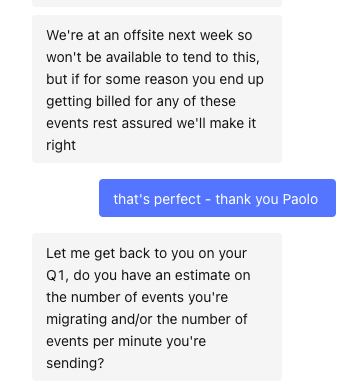 We're at an offsite next week so
won't be available to tend to this,
but if for some reason you end up
getting billed for any of these
events rest assured we'll make it
right
that's perfect - thank you Paolo
Let me get back to you on your
Q1, do you have an estimate on
the number of events you're
migrating and/or the number of
events per minute you're
sending?